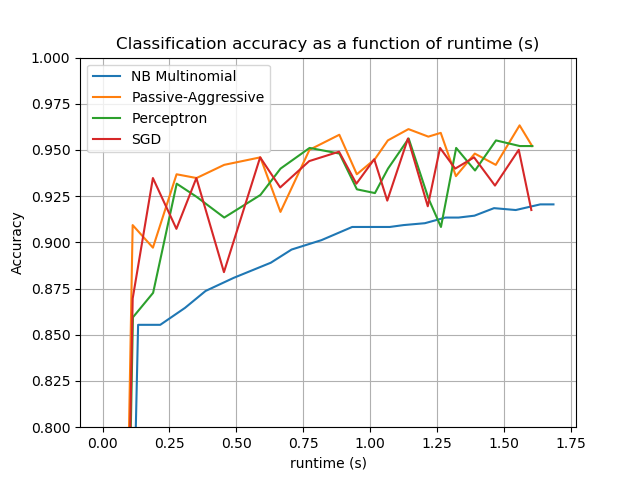 Classification accuracy as a function of runtime (s)
1.000
0.975
0.950
0.925
0.900
0.875
0.850
0.825
0.800
Accuracy
NB Multinomial
Passive-Aggressive
Perceptron
SGD
0.00 0.25 0.50 0.75 1.00 1.25 1.50 1.75
runtime (s)